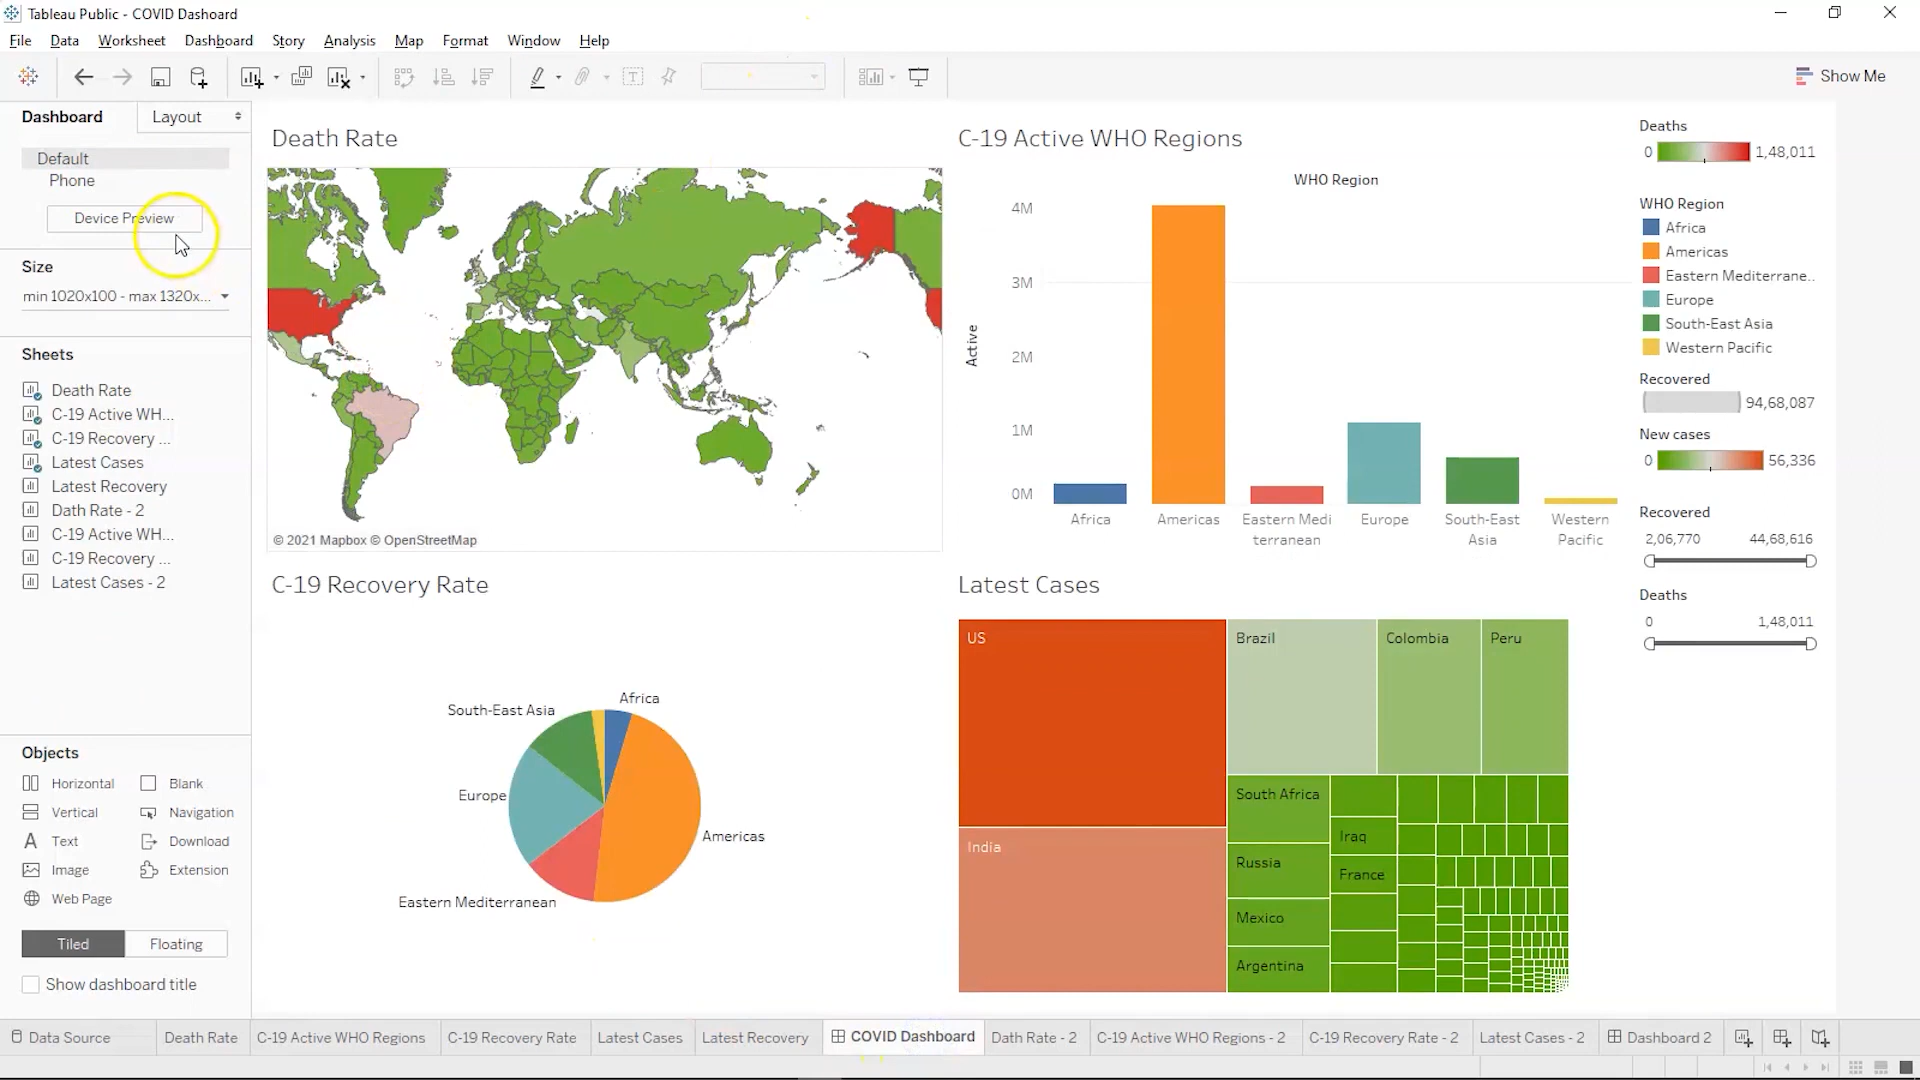 Tableau Public - COVID Dashoard
File Data Worksheet Dashboard Story Analysis Map Format Window Help
Show Me
Dashboard Layout
Default
Phone
Device Preview
Size
min 1020x100 - max 1320x...
Sheets
Death Rate
C-19 Active WH...
C-19 Recovery ...
Latest Cases
Latest Recovery
Dath Rate - 2
C-19 Active WH...
C-19 Recovery ...
Latest Cases - 2
Objects
Horizontal Blank
Vertical Navigation
Text Download
Image Extension
Web Page
Tiled Floating
Show dashboard title
Death Rate
© 2021 Mapbox © OpenStreetMap
C-19 Active WHO Regions
WHO Region
Active
4M
3M
2M
1M
0M
Africa
Americas
Eastern Medi
terranean
Europe
South-East
Asia
Western
Pacific
C-19 Recovery Rate
Africa
South-East Asia
Europe
Americas
Eastern Mediterranean
Latest Cases
US
India
Brazil
Colombia
Peru
South Africa
Russia
Mexico
Argentina
Iraq
France
Deaths
0 1,48,011
WHO Region
Africa
Americas
Eastern Mediterrane..
Europe
South-East Asia
Western Pacific
Recovered
94,68,087
New cases
0 56,336
Recovered
2,06,770 44,68,616
Deaths
0 1,48,011
Data Source Death Rate C-19 Active WHO Regions C-19 Recovery Rate Latest Cases Latest Recovery COVID Dashboard Dath Rate - 2 C-19 Active WHO Regions - 2 C-19 Recovery Rate - 2 Latest Cases - 2 Dashboard 2